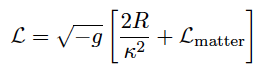 ℒ = √−g [ 2R/κ² + ℒ_matter ]